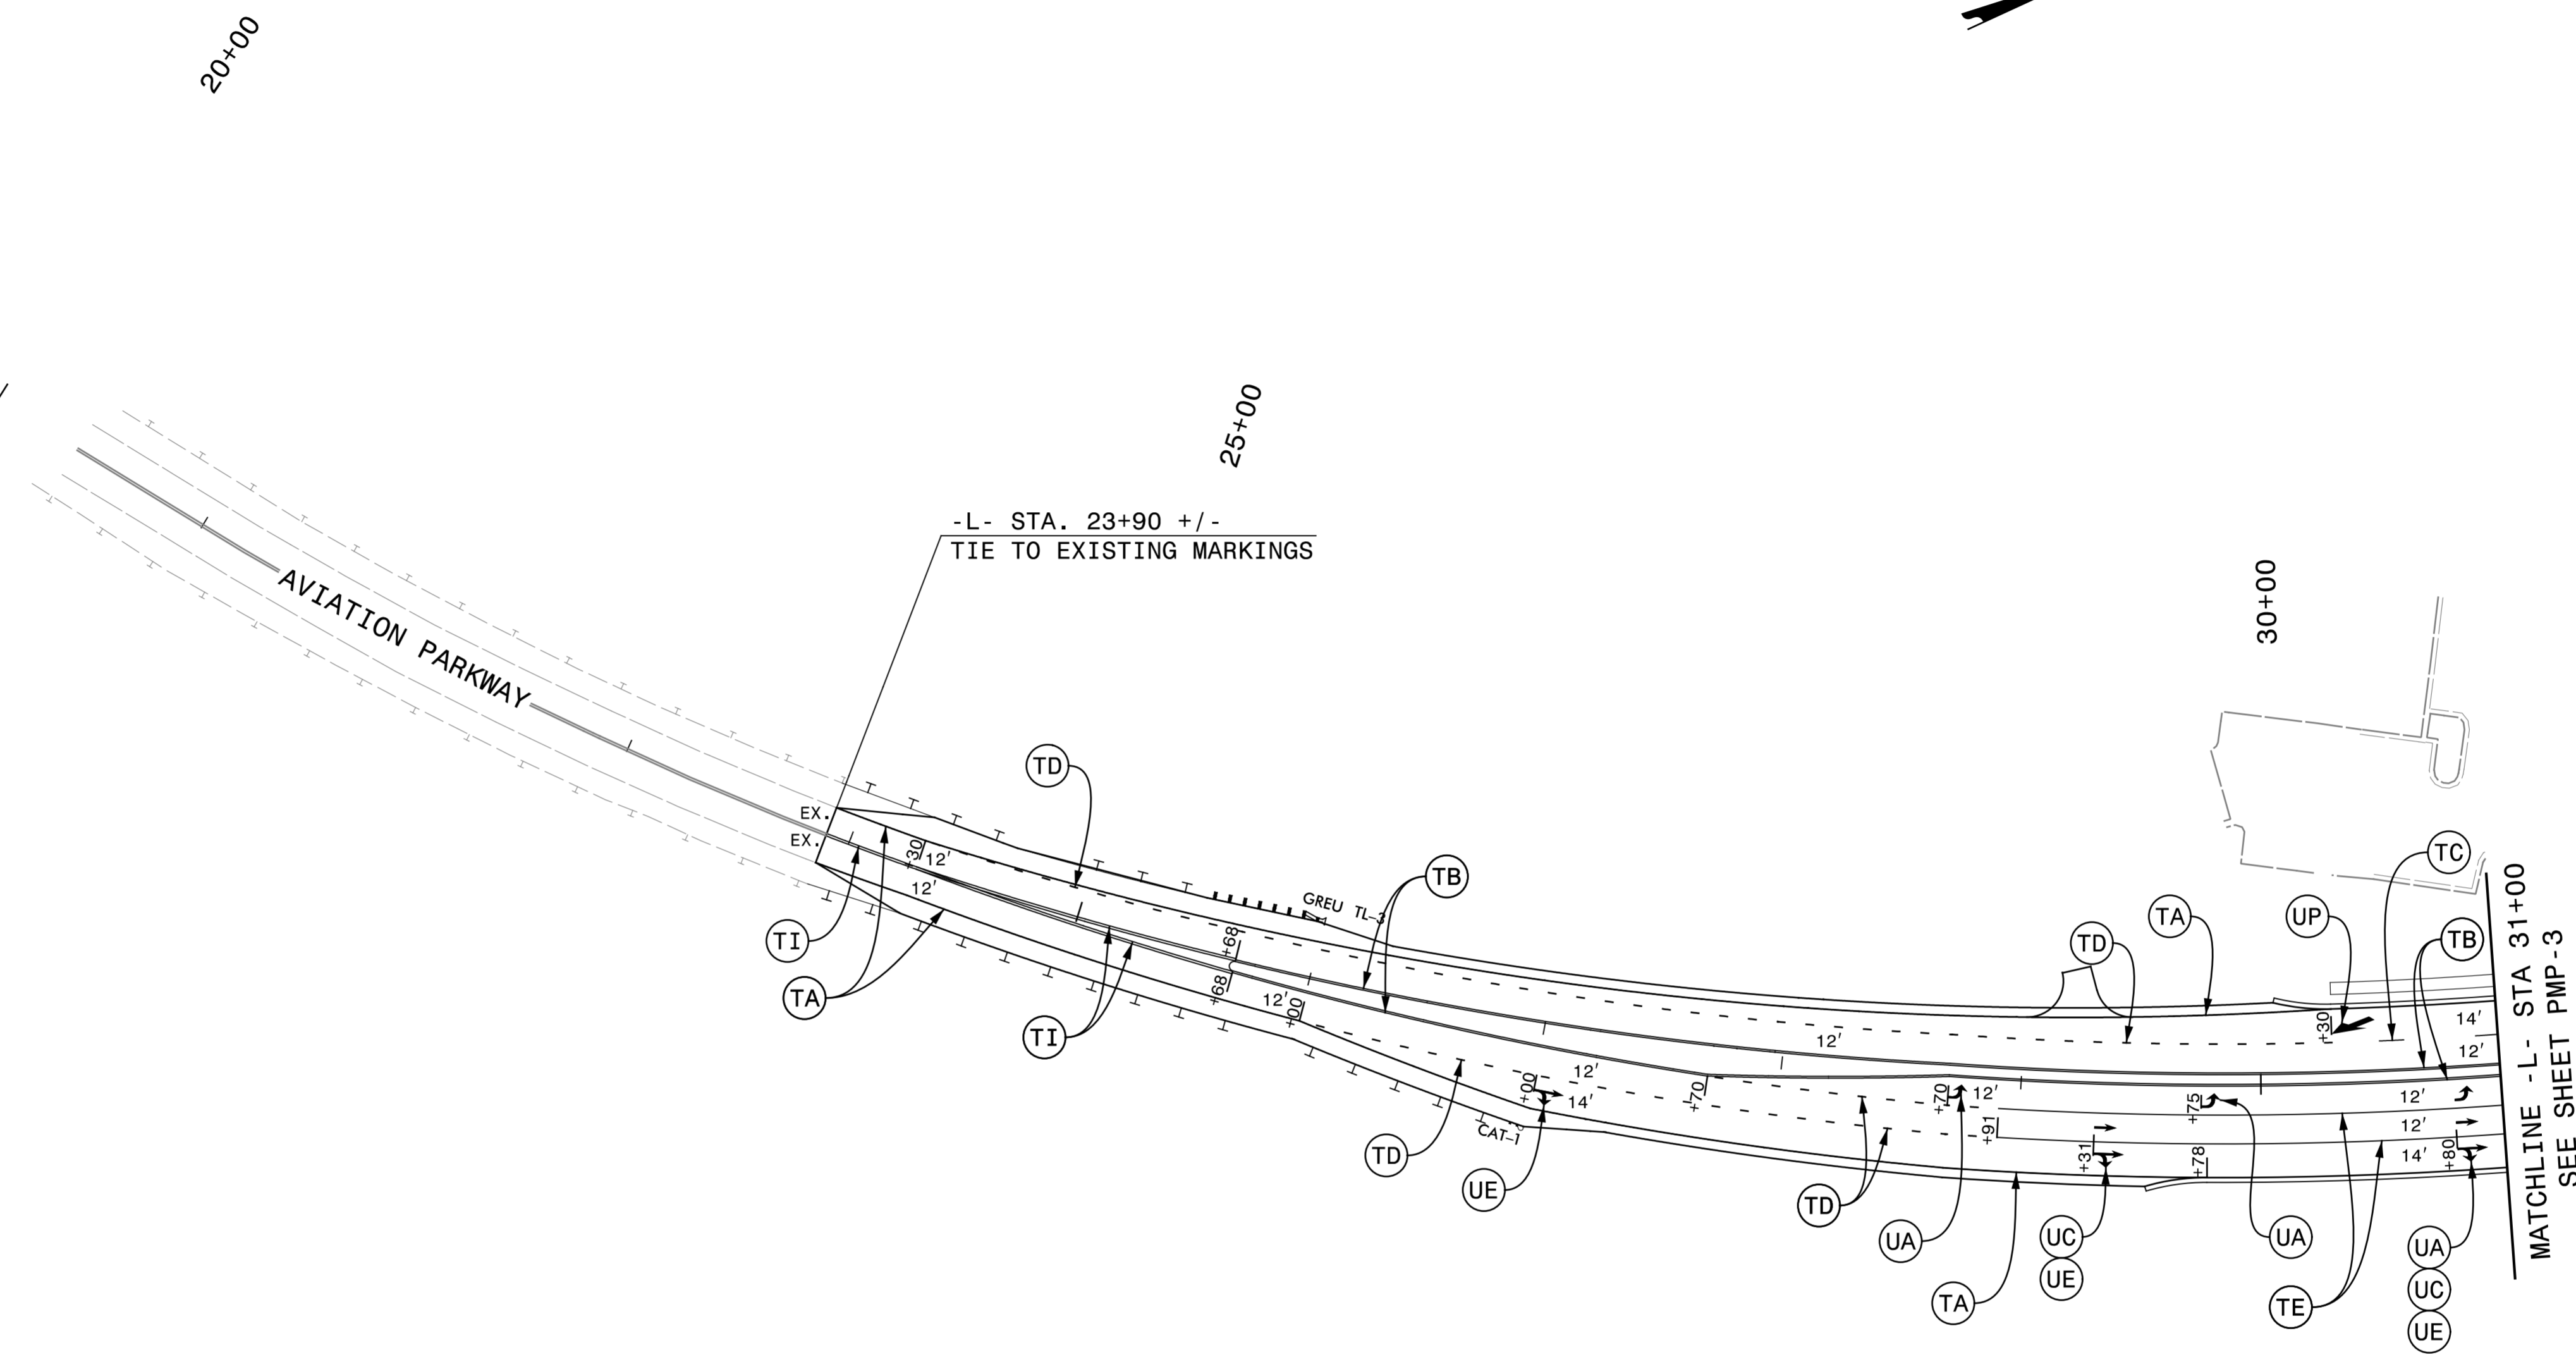 20+00
25+00
-L- STA. 23+90 +/-
TIE TO EXISTING MARKINGS
30+00
AVIATION PARKWAY
TD
EX.
EX.
+30
12'
12'
TI
TA
TI
TB
GREU TL-3
+68
+68
12'
+00
12'
+00
14'
CAT-1
TD
UE
+70
12'
TD
TA
UP
TC
TB
+30
14'
12'
+70
12'
+91
+75
12'
12'
14'
+31
+78
+80
TD
UA
TA
UC
UE
UA
TE
UA
UC
UE
MATCHLINE -L- STA 31+00
SEE SHEET PMP-3